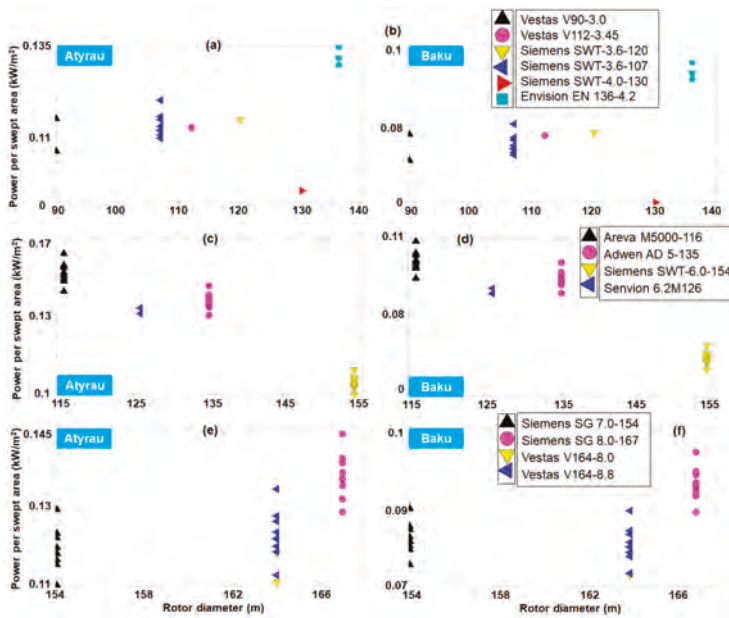 (a)
Atyrau
Power per swept area (kW/m²)
0.135
0.11
0
90
100
110
120
130
140
(b)
Baku
0.1
0.08
0
90
100
110
120
130
140
Vestas V90-3.0
Vestas V112-3.45
Siemens SWT-3.6-120
Siemens SWT-3.6-107
Siemens SWT-4.0-130
Envision EN 136-4.2
(c)
Atyrau
Power per swept area (kW/m²)
0.17
0.13
0.1
115
125
135
145
155
(d)
Baku
0.11
0.08
0
115
125
135
145
155
Areva M5000-116
Adwen AD 5-135
Siemens SWT-6.0-154
Senvion 6.2M126
(e)
Atyrau
Power per swept area (kW/m²)
0.145
0.13
0.11
154
158
162
166
Rotor diameter (m)
(f)
Baku
0.1
0.09
0.07
154
158
162
166
Rotor diameter (m)
Siemens SG 7.0-154
Siemens SG 8.0-167
Vestas V164-8.0
Vestas V164-8.8